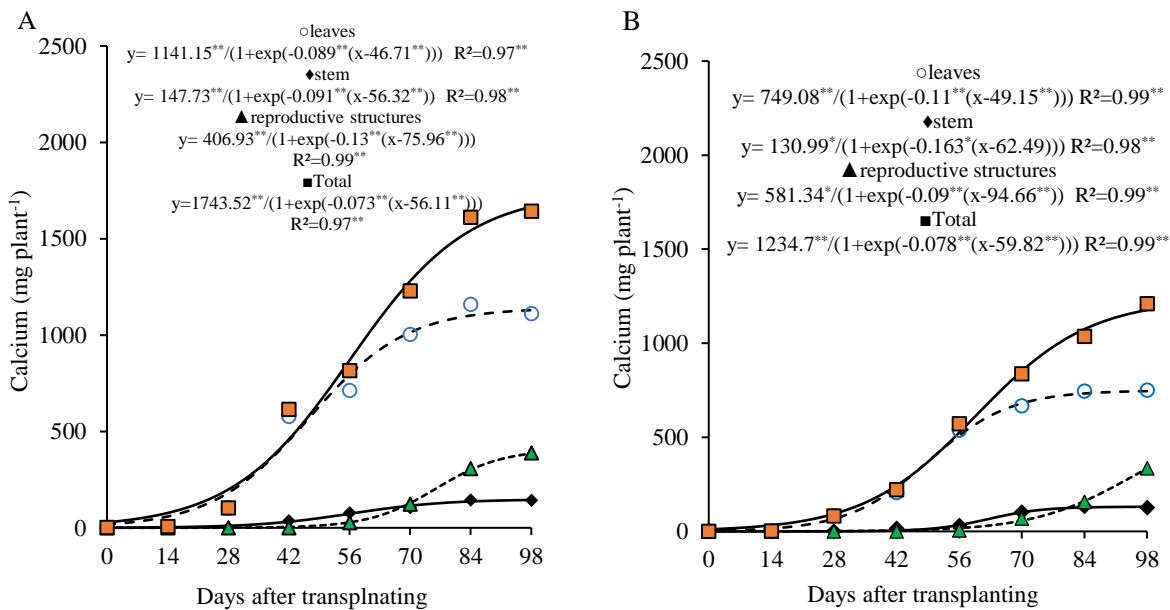 A
○leaves
y= 1141.15**/(1+exp(-0.089**(x-46.71**))) R²=0.97**
♦stem
y= 147.73**/(1+exp(-0.091**(x-56.32**)) R²=0.98**
▲reproductive structures
y= 406.93**/(1+exp(-0.13**(x-75.96**)))
R²=0.99**
■Total
y=1743.52**/(1+exp(-0.073**(x-56.11**)))
R²=0.97**
2500
2000
1500
1000
500
0
Calcium (mg plant⁻¹)
0 14 28 42 56 70 84 98
Days after transplnating
B
○leaves
y= 749.08**/(1+exp(-0.11**(x-49.15**))) R²=0.99**
♦stem
y= 130.99*/(1+exp(-0.163*(x-62.49))) R²=0.98**
▲reproductive structures
y= 581.34*/(1+exp(-0.09**(x-94.66**)) R²=0.99**
■Total
y= 1234.7**/(1+exp(-0.078**(x-59.82**))) R²=0.99**
2500
2000
1500
1000
500
0
Calcium (mg plant⁻¹)
0 14 28 42 56 70 84 98
Days after transplanting